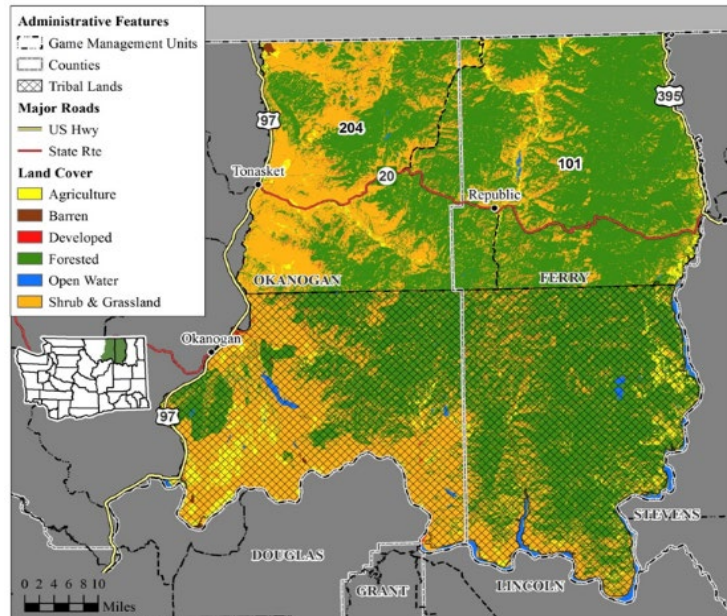 Administrative Features
Game Management Units
Counties
Tribal Lands
Major Roads
US Hwy
State Rte
Land Cover
Agriculture
Barren
Developed
Forested
Open Water
Shrub & Grassland
97
204
395
101
Tonasket
20
Republic
OKANOGAN
FERRY
Okanogan
97
STEVENS
DOUGLAS
GRANT
LINCOLN
0 2 4 6 8 10
Miles